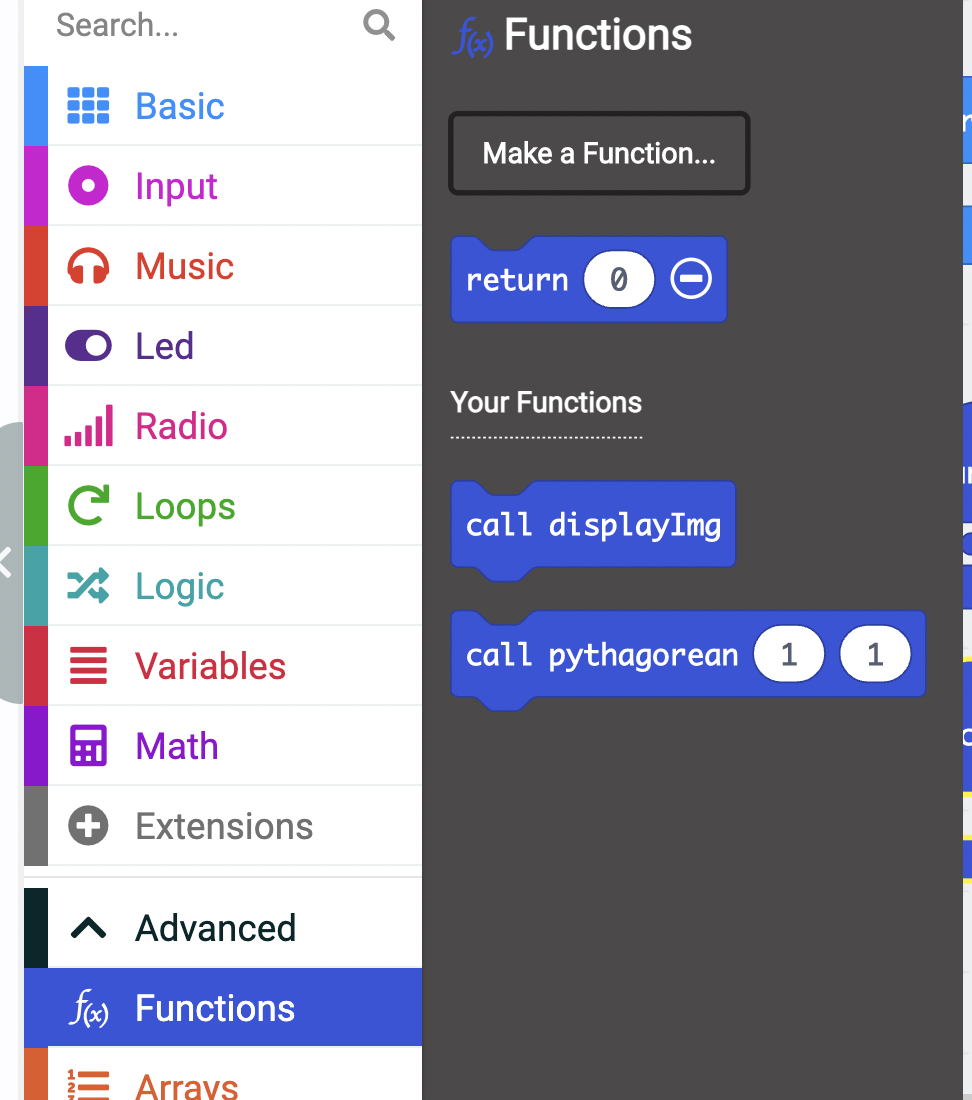 Search...
Basic
Input
Music
Led
Radio
Loops
Logic
Variables
Math
Extensions
Advanced
f(x) Functions
Arrays
f(x) Functions
Make a Function...
return 0
Your Functions
call displayImg
call pythagorean 1 1